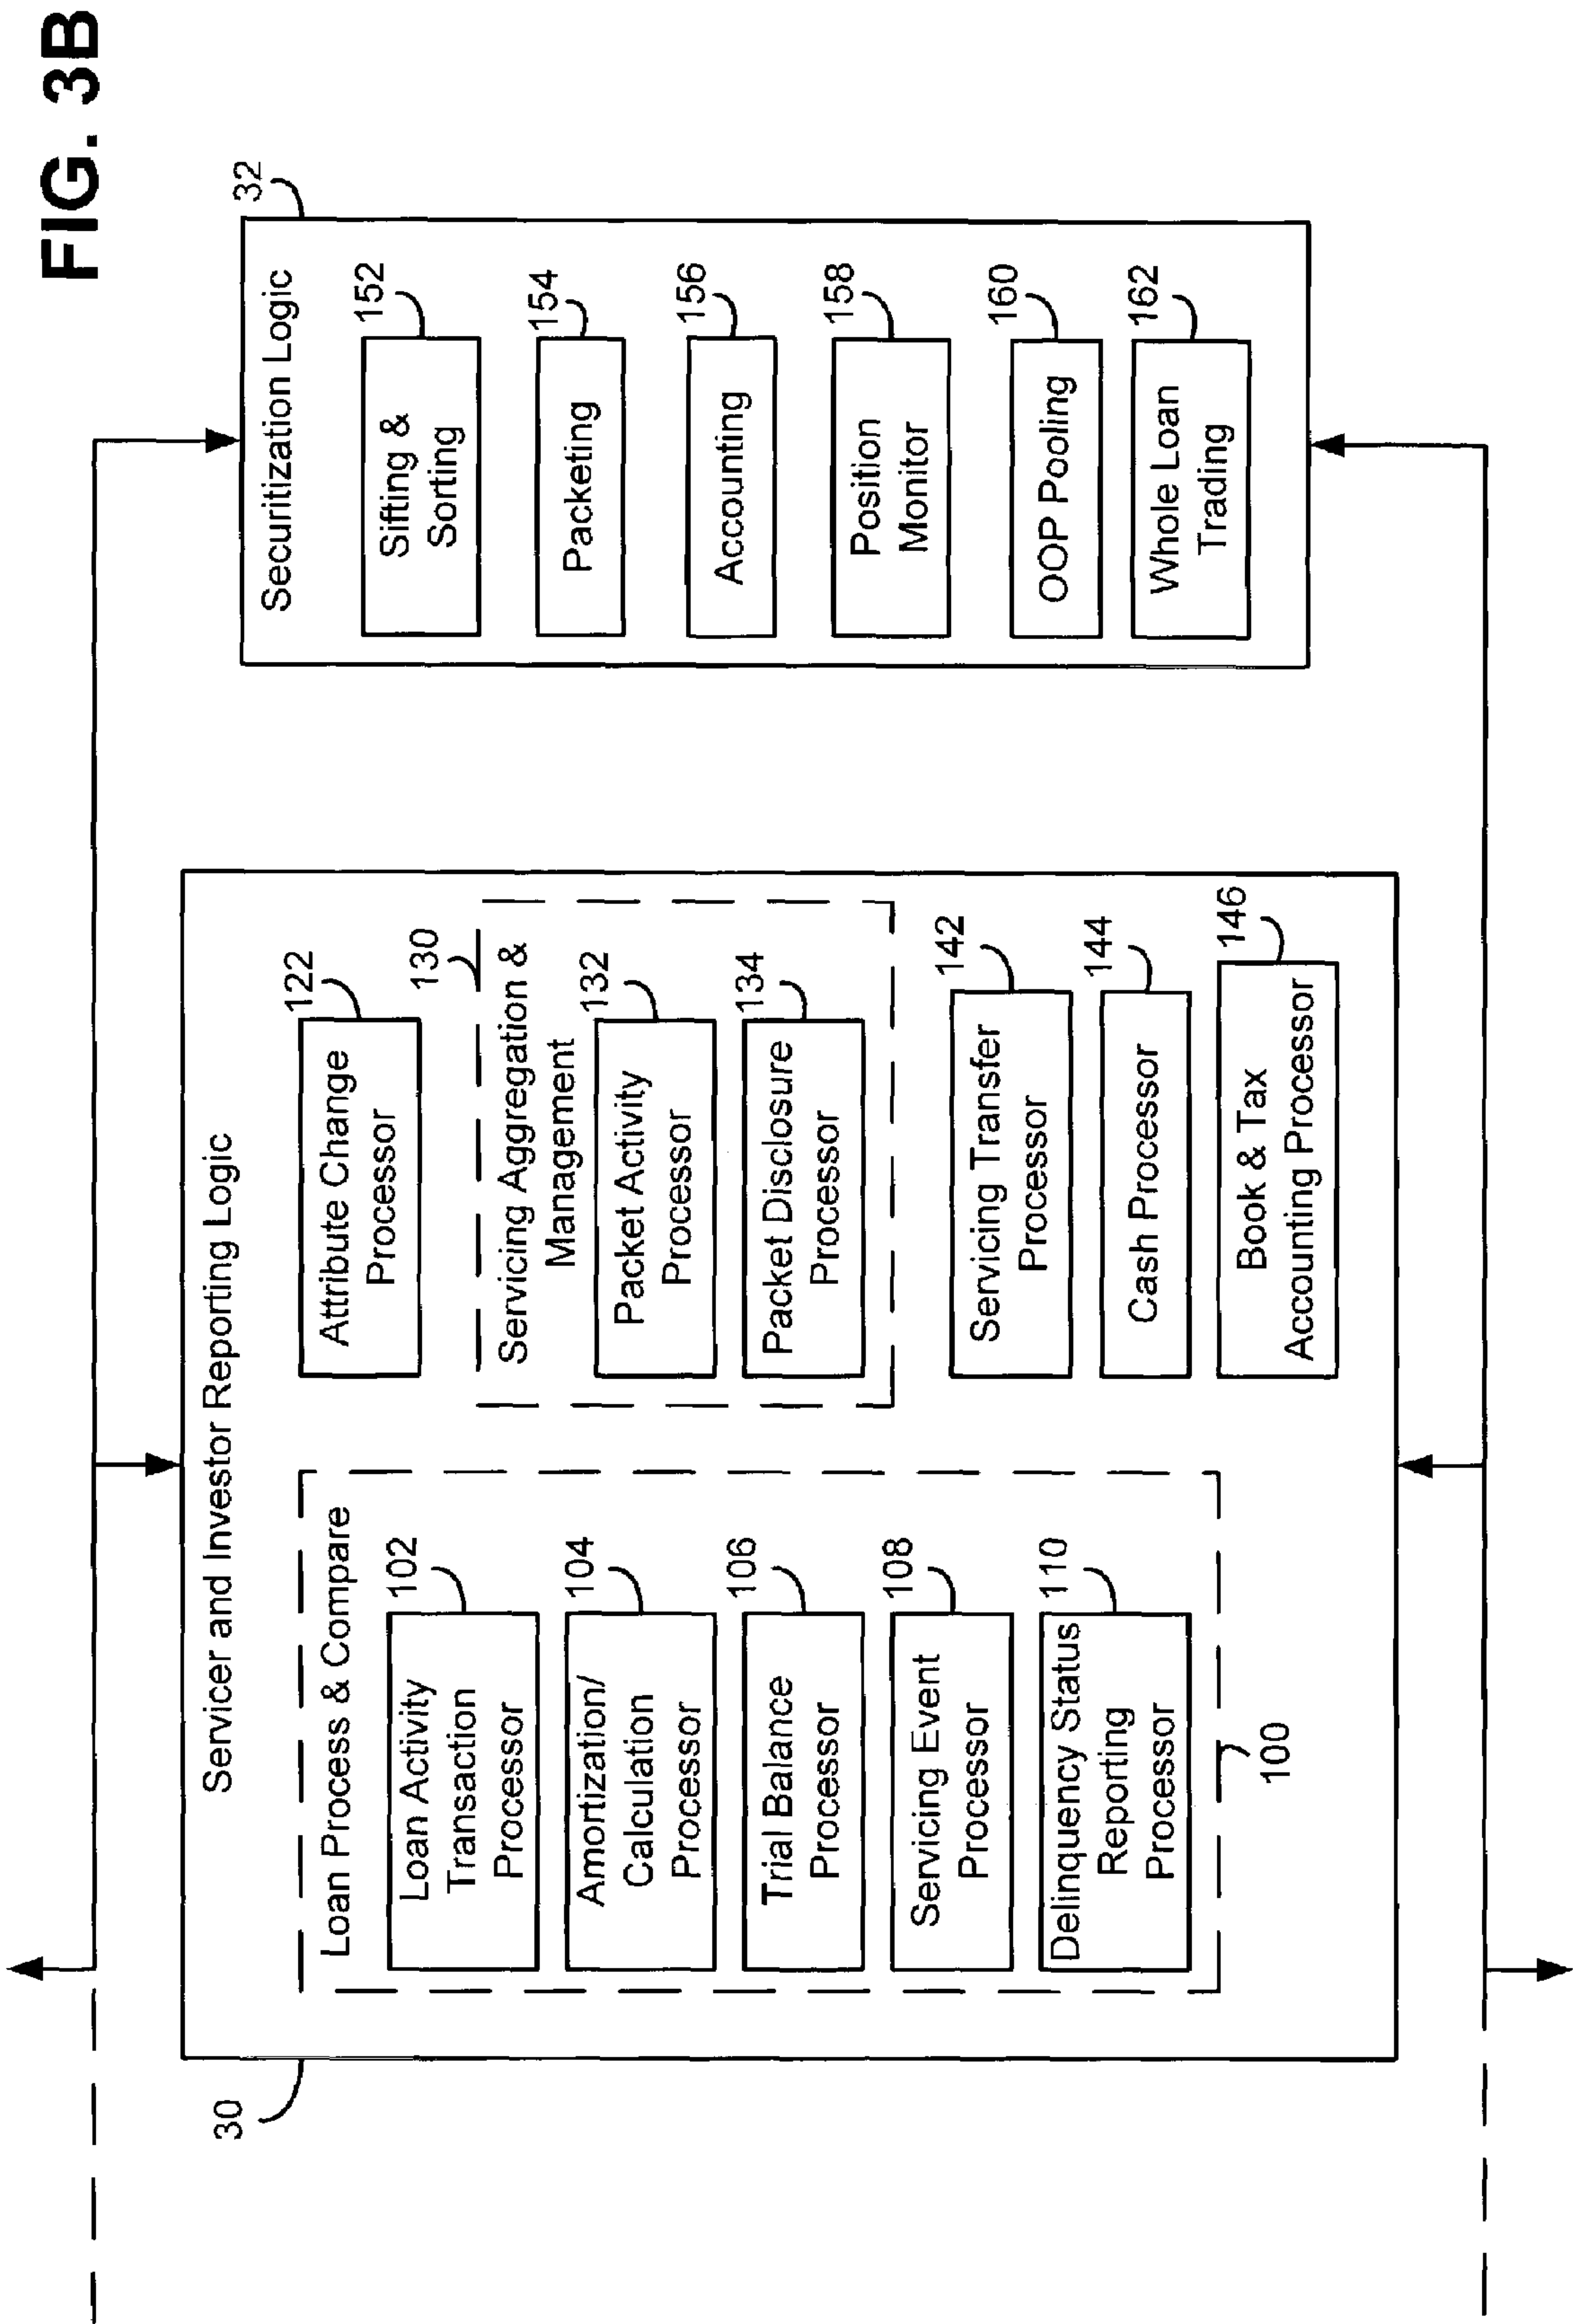 FIG. 3B
30
Servicer and Investor Reporting Logic
Loan Process & Compare
102
Loan Activity
Transaction
Processor
104
Amortization/
Calculation
Processor
106
Trial Balance
Processor
108
Servicing Event
Processor
110
Delinquency Status
Reporting
Processor
100
122
Attribute Change
Processor
130
Servicing Aggregation &
Management
132
Packet Activity
Processor
134
Packet Disclosure
Processor
142
Servicing Transfer
Processor
144
Cash Processor
146
Book & Tax
Accounting Processor
32
Securitization Logic
152
Sifting &
Sorting
154
Packeting
156
Accounting
158
Position
Monitor
160
OOP Pooling
162
Whole Loan
Trading